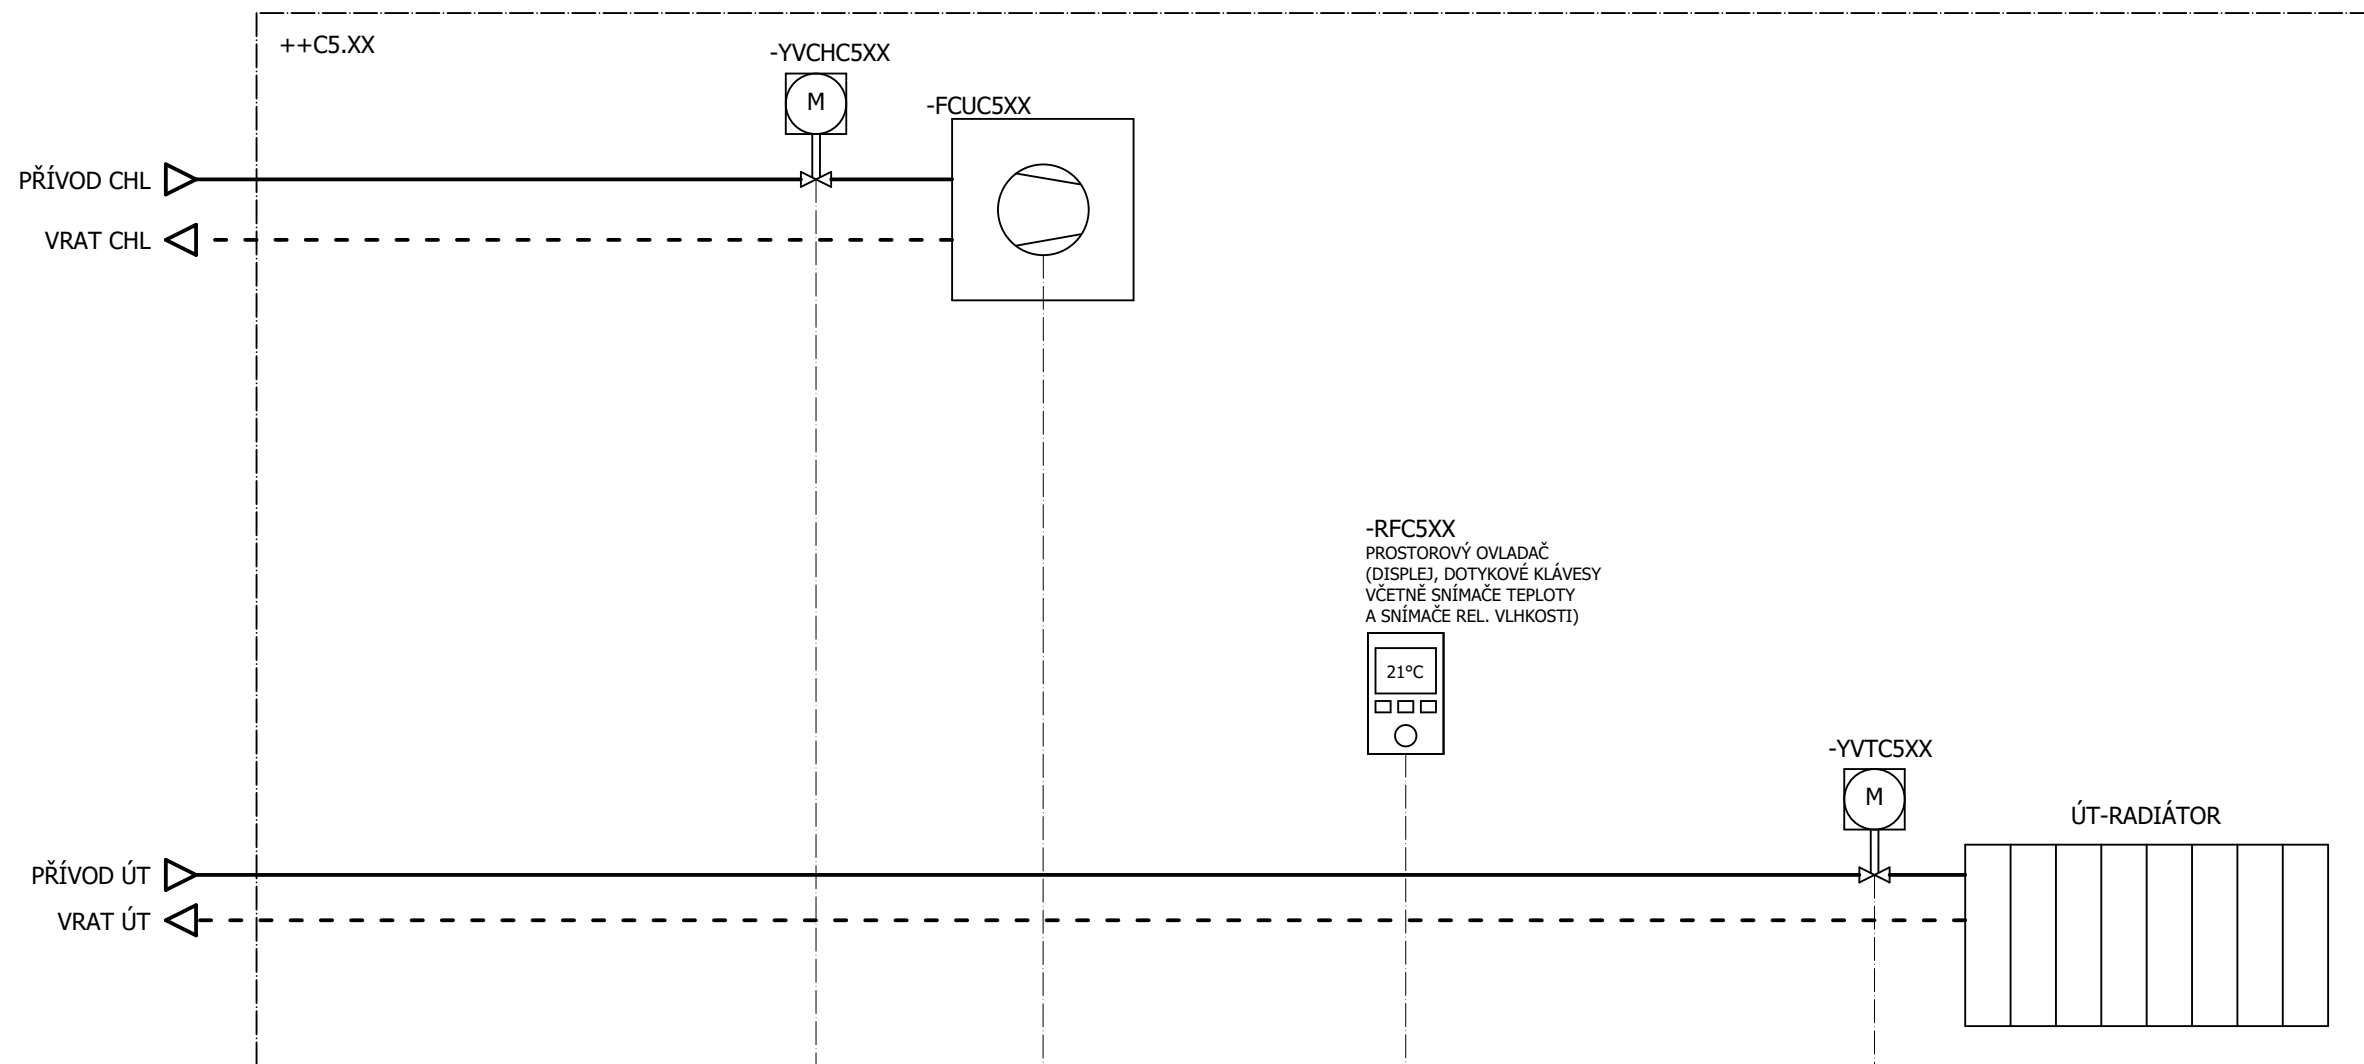 ++C5.XX
-YVCHC5XX
M
-FCUC5XX
PŘÍVOD CHL
VRAT CHL
-RFC5XX
PROSTOROVÝ OVLADAČ
(DISPLEJ, DOTYKOVÉ KLÁVESY
VČETNĚ SNÍMAČE TEPLOTY
A SNÍMAČE REL. VLHKOSTI)
21°C
-YVTC5XX
M
ÚT-RADIÁTOR
PŘÍVOD ÚT
VRAT ÚT